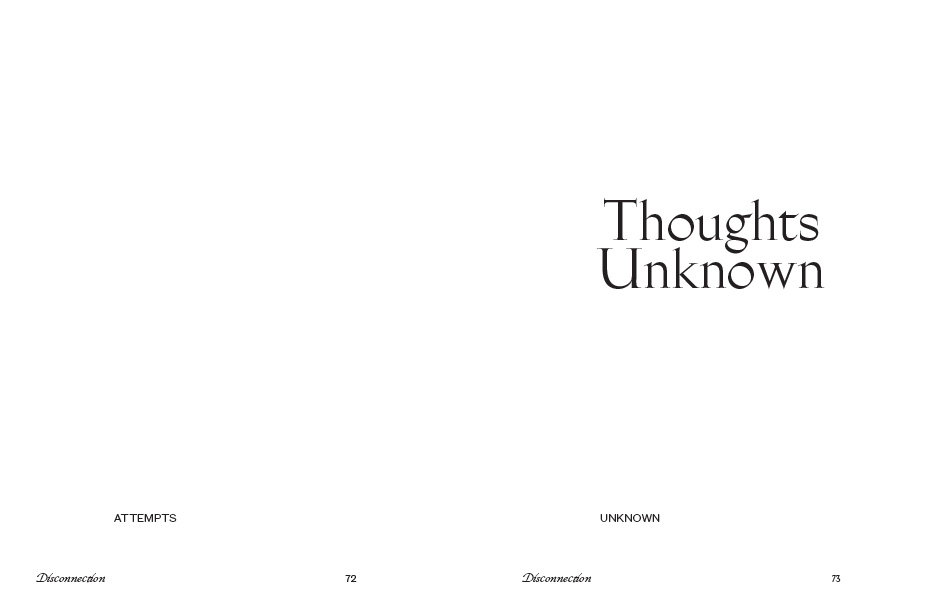 ATTEMPTS
Disconnection 72
Thoughts
Unknown
UNKNOWN
Disconnection 73